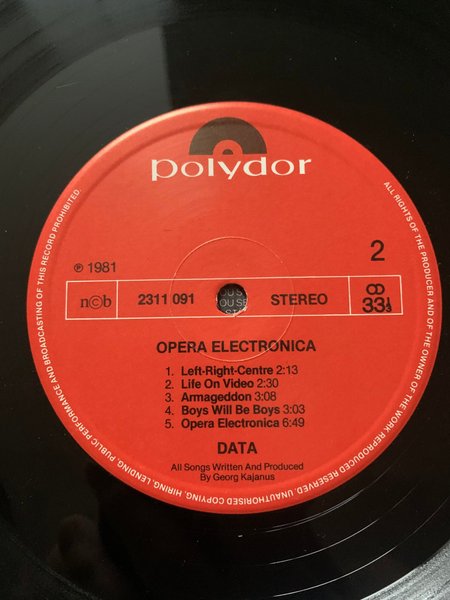 polydor
℗ 1981
2
n©b
2311 091
STEREO
33⅓
OPERA ELECTRONICA
1. Left-Right-Centre 2:13
2. Life On Video 2:30
3. Armageddon 3:08
4. Boys Will Be Boys 3:03
5. Opera Electronica 6:49
DATA
All Songs Written And Produced
By Georg Kajanus
ALL RIGHTS OF THE PRODUCER AND OF THE OWNER OF THE WORK REPRODUCED RESERVED. UNAUTHORISED COPYING, HIRING, LENDING, PUBLIC PERFORMANCE AND BROADCASTING OF THIS RECORD PROHIBITED.